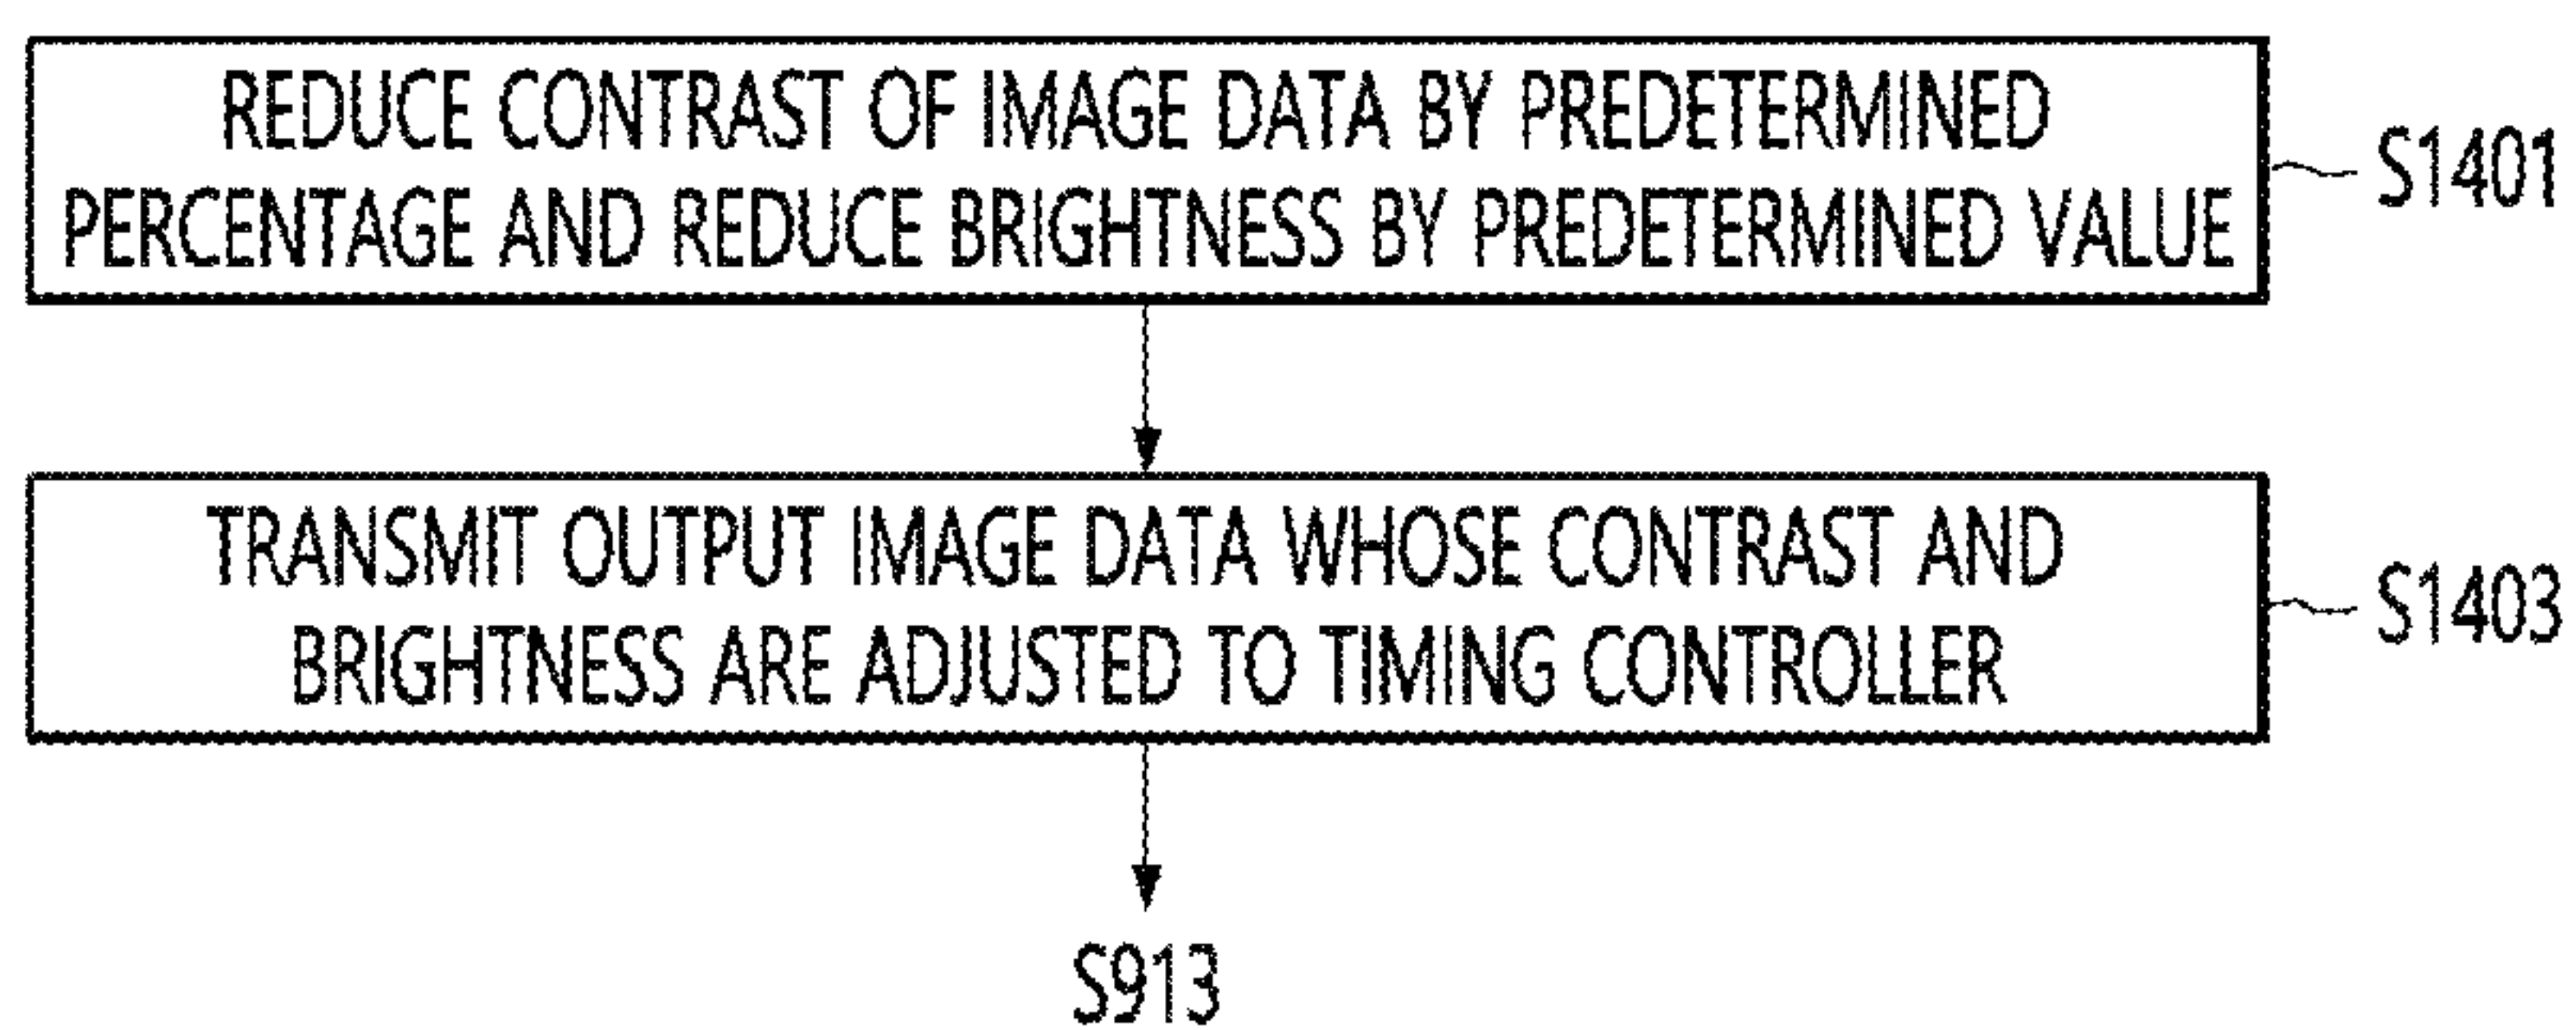 REDUCE CONTRAST OF IMAGE DATA BY PREDETERMINED
PERCENTAGE AND REDUCE BRIGHTNESS BY PREDETERMINED VALUE
S1401
TRANSMIT OUTPUT IMAGE DATA WHOSE CONTRAST AND
BRIGHTNESS ARE ADJUSTED TO TIMING CONTROLLER
S1403
S913